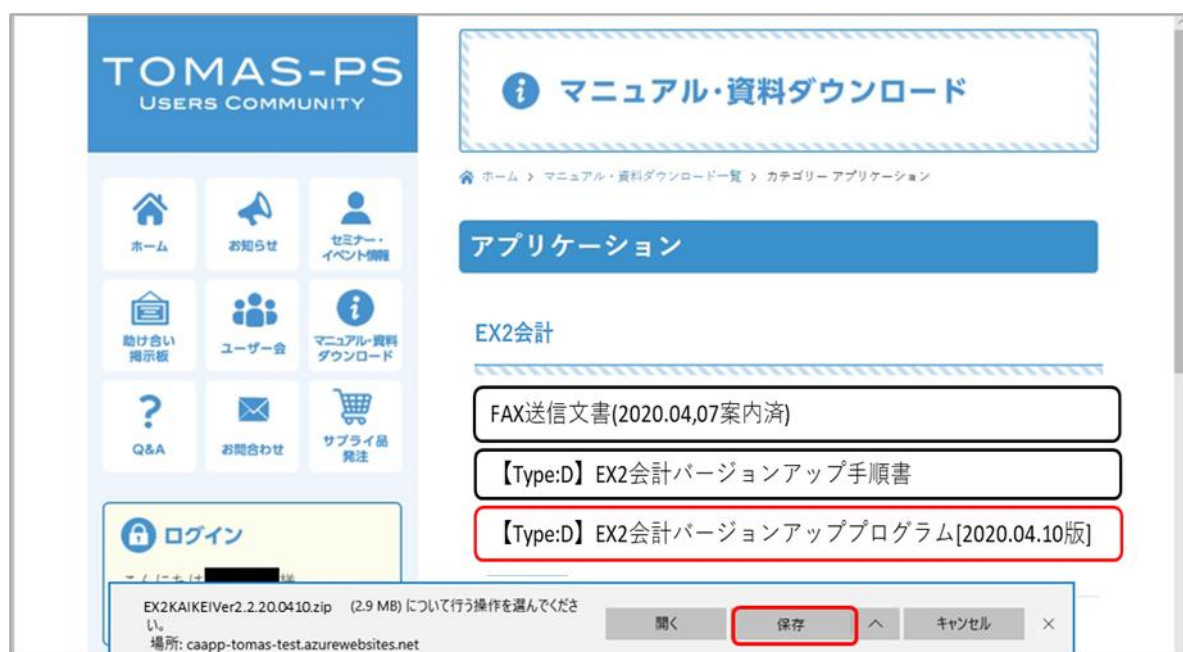 TOMAS-PS
USERS COMMUNITY
ホーム
お知らせ
セミナー・
イベント情報
助け合い
掲示板
ユーザー会
マニュアル・資料
ダウンロード
Q&A
お問合わせ
サプライ品
発注
ログイン
こんにちは 様
マニュアル・資料ダウンロード
ホーム > マニュアル・資料ダウンロード一覧 > カテゴリー アプリケーション
アプリケーション
EX2会計
FAX送信文書(2020.04,07案内済)
【Type:D】EX2会計バージョンアップ手順書
【Type:D】EX2会計バージョンアッププログラム[2020.04.10版]
EX2KAIKEIVer2.2.20.0410.zip (2.9 MB) について行う操作を選んでくださ
い。
場所: caapp-tomas-test.azurewebsites.net
開く
保存
キャンセル